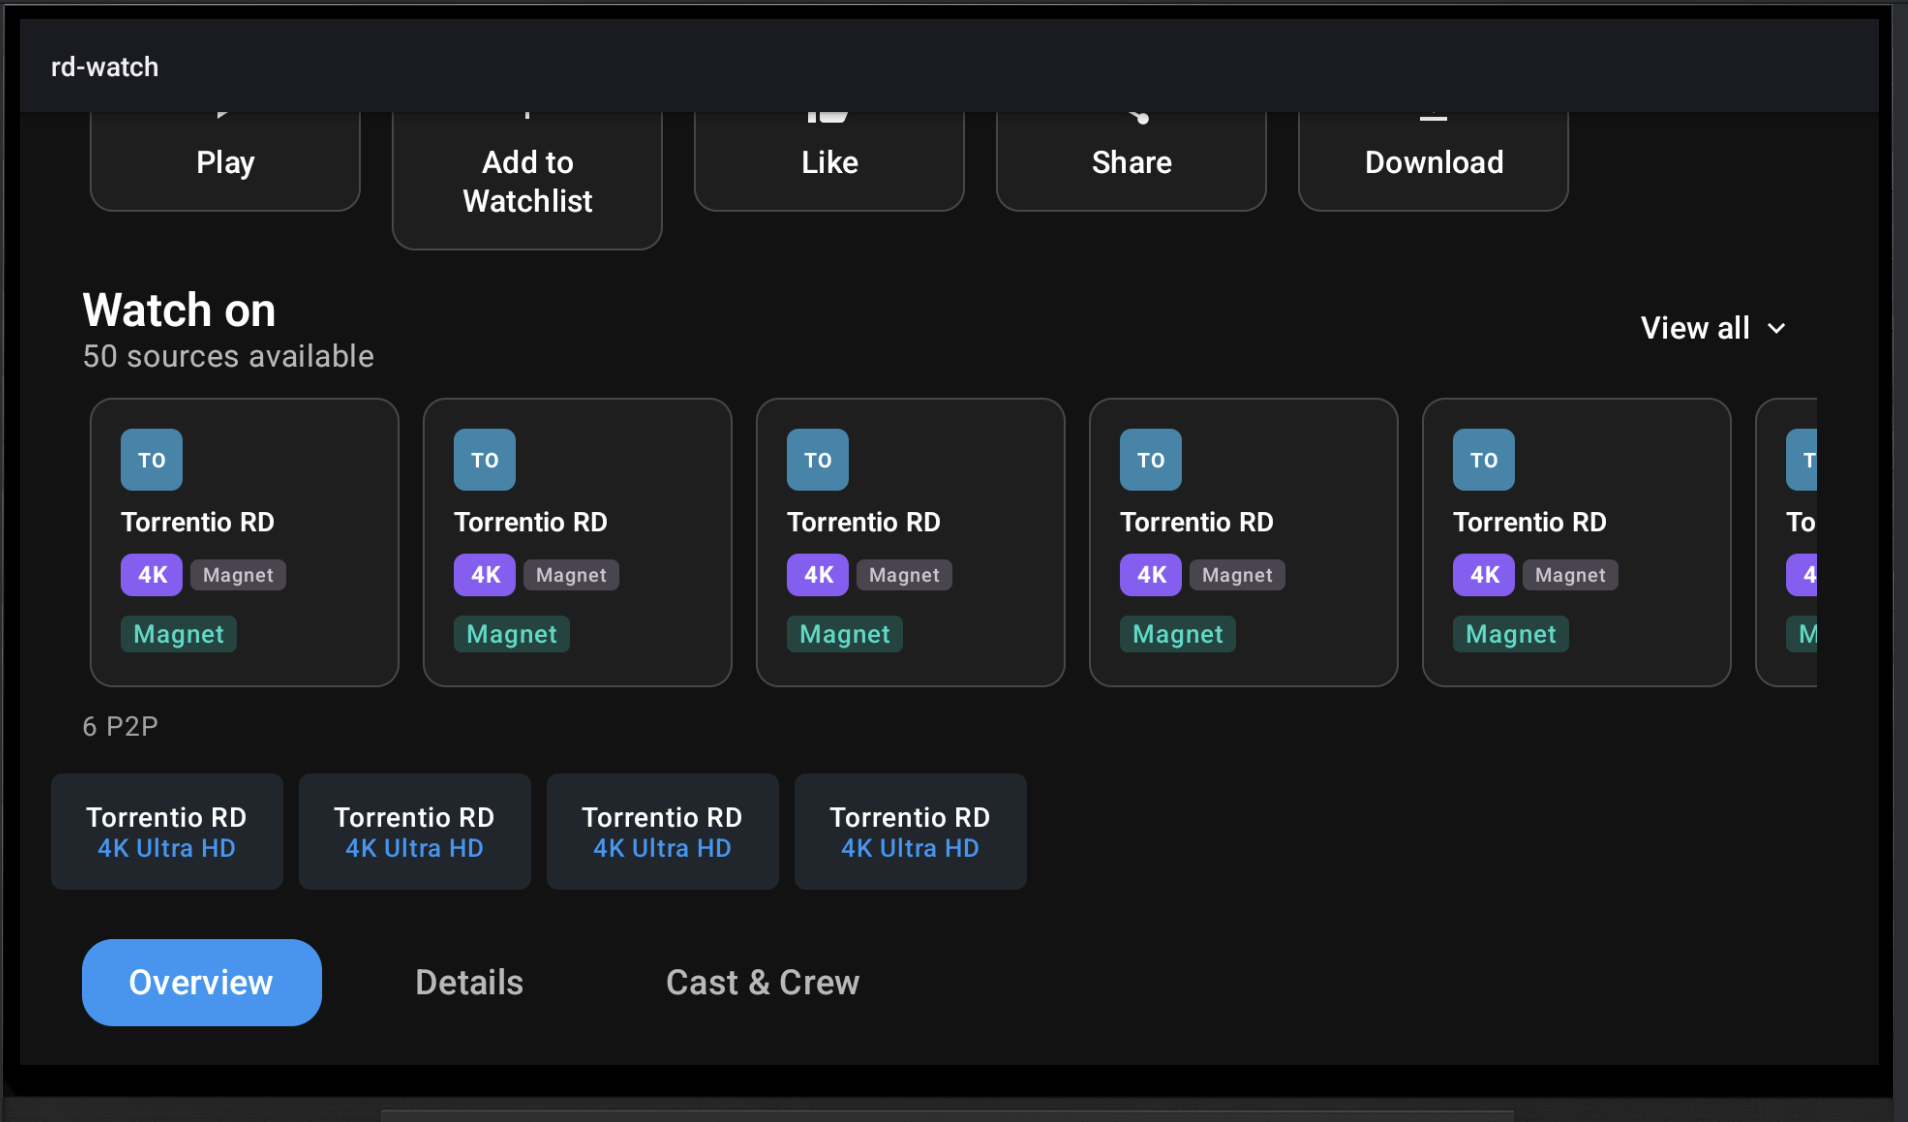 rd-watch
Play
Add to
Watchlist
Like
Share
Download
Watch on
50 sources available
View all
TO
Torrentio RD
4K Magnet
Magnet
TO
Torrentio RD
4K Magnet
Magnet
TO
Torrentio RD
4K Magnet
Magnet
TO
Torrentio RD
4K Magnet
Magnet
TO
Torrentio RD
4K Magnet
Magnet
T
To
4
M
6 P2P
Torrentio RD
4K Ultra HD
Torrentio RD
4K Ultra HD
Torrentio RD
4K Ultra HD
Torrentio RD
4K Ultra HD
Overview
Details
Cast & Crew